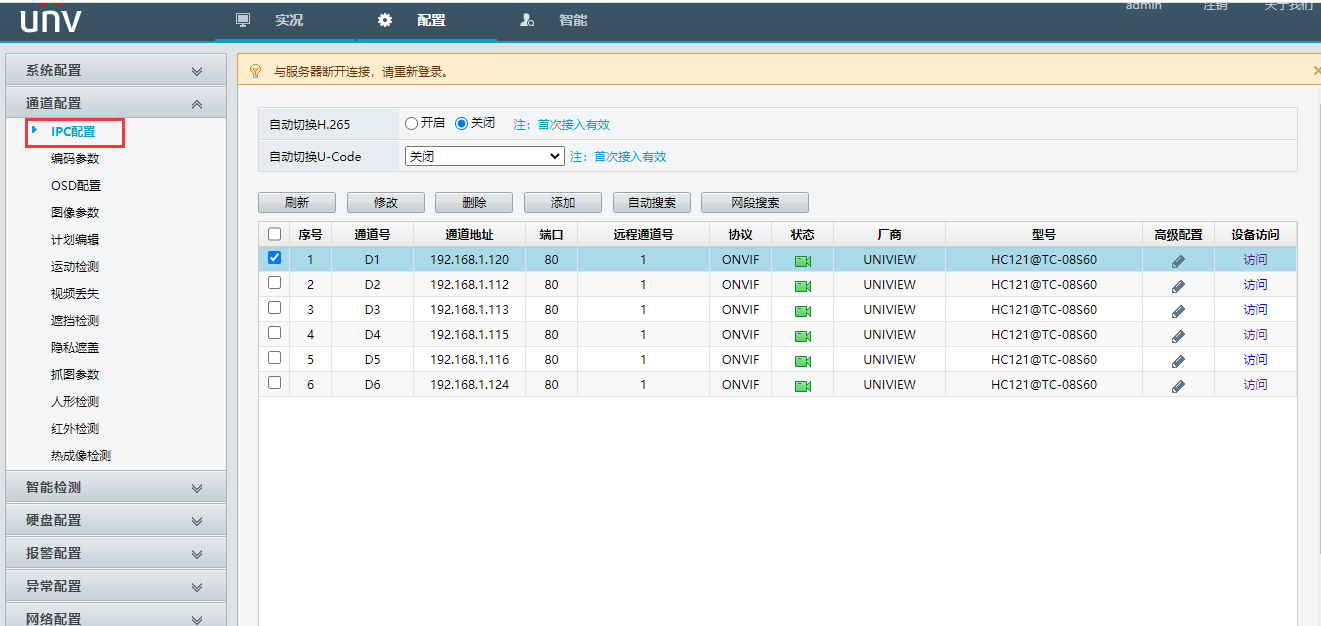 unv 实况 配置 智能 admin 注销 关于我们
系统配置
通道配置
IPC配置
编码参数
OSD配置
图像参数
计划编辑
运动检测
视频丢失
遮挡检测
隐私遮盖
抓图参数
人形检测
红外检测
热成像检测
智能检测
硬盘配置
报警配置
异常配置
网络配置
与服务器断开连接，请重新登录。
自动切换H.265 开启 关闭 注：首次接入有效
自动切换U-Code 关闭 注：首次接入有效
刷新 修改 删除 添加 自动搜索 网段搜索
序号 通道号 通道地址 端口 远程通道号 协议 状态 厂商 型号 高级配置 设备访问
1 D1 192.168.1.120 80 1 ONVIF UNIVIEW HC121@TC-08S60 访问
2 D2 192.168.1.112 80 1 ONVIF UNIVIEW HC121@TC-08S60 访问
3 D3 192.168.1.113 80 1 ONVIF UNIVIEW HC121@TC-08S60 访问
4 D4 192.168.1.115 80 1 ONVIF UNIVIEW HC121@TC-08S60 访问
5 D5 192.168.1.116 80 1 ONVIF UNIVIEW HC121@TC-08S60 访问
6 D6 192.168.1.124 80 1 ONVIF UNIVIEW HC121@TC-08S60 访问